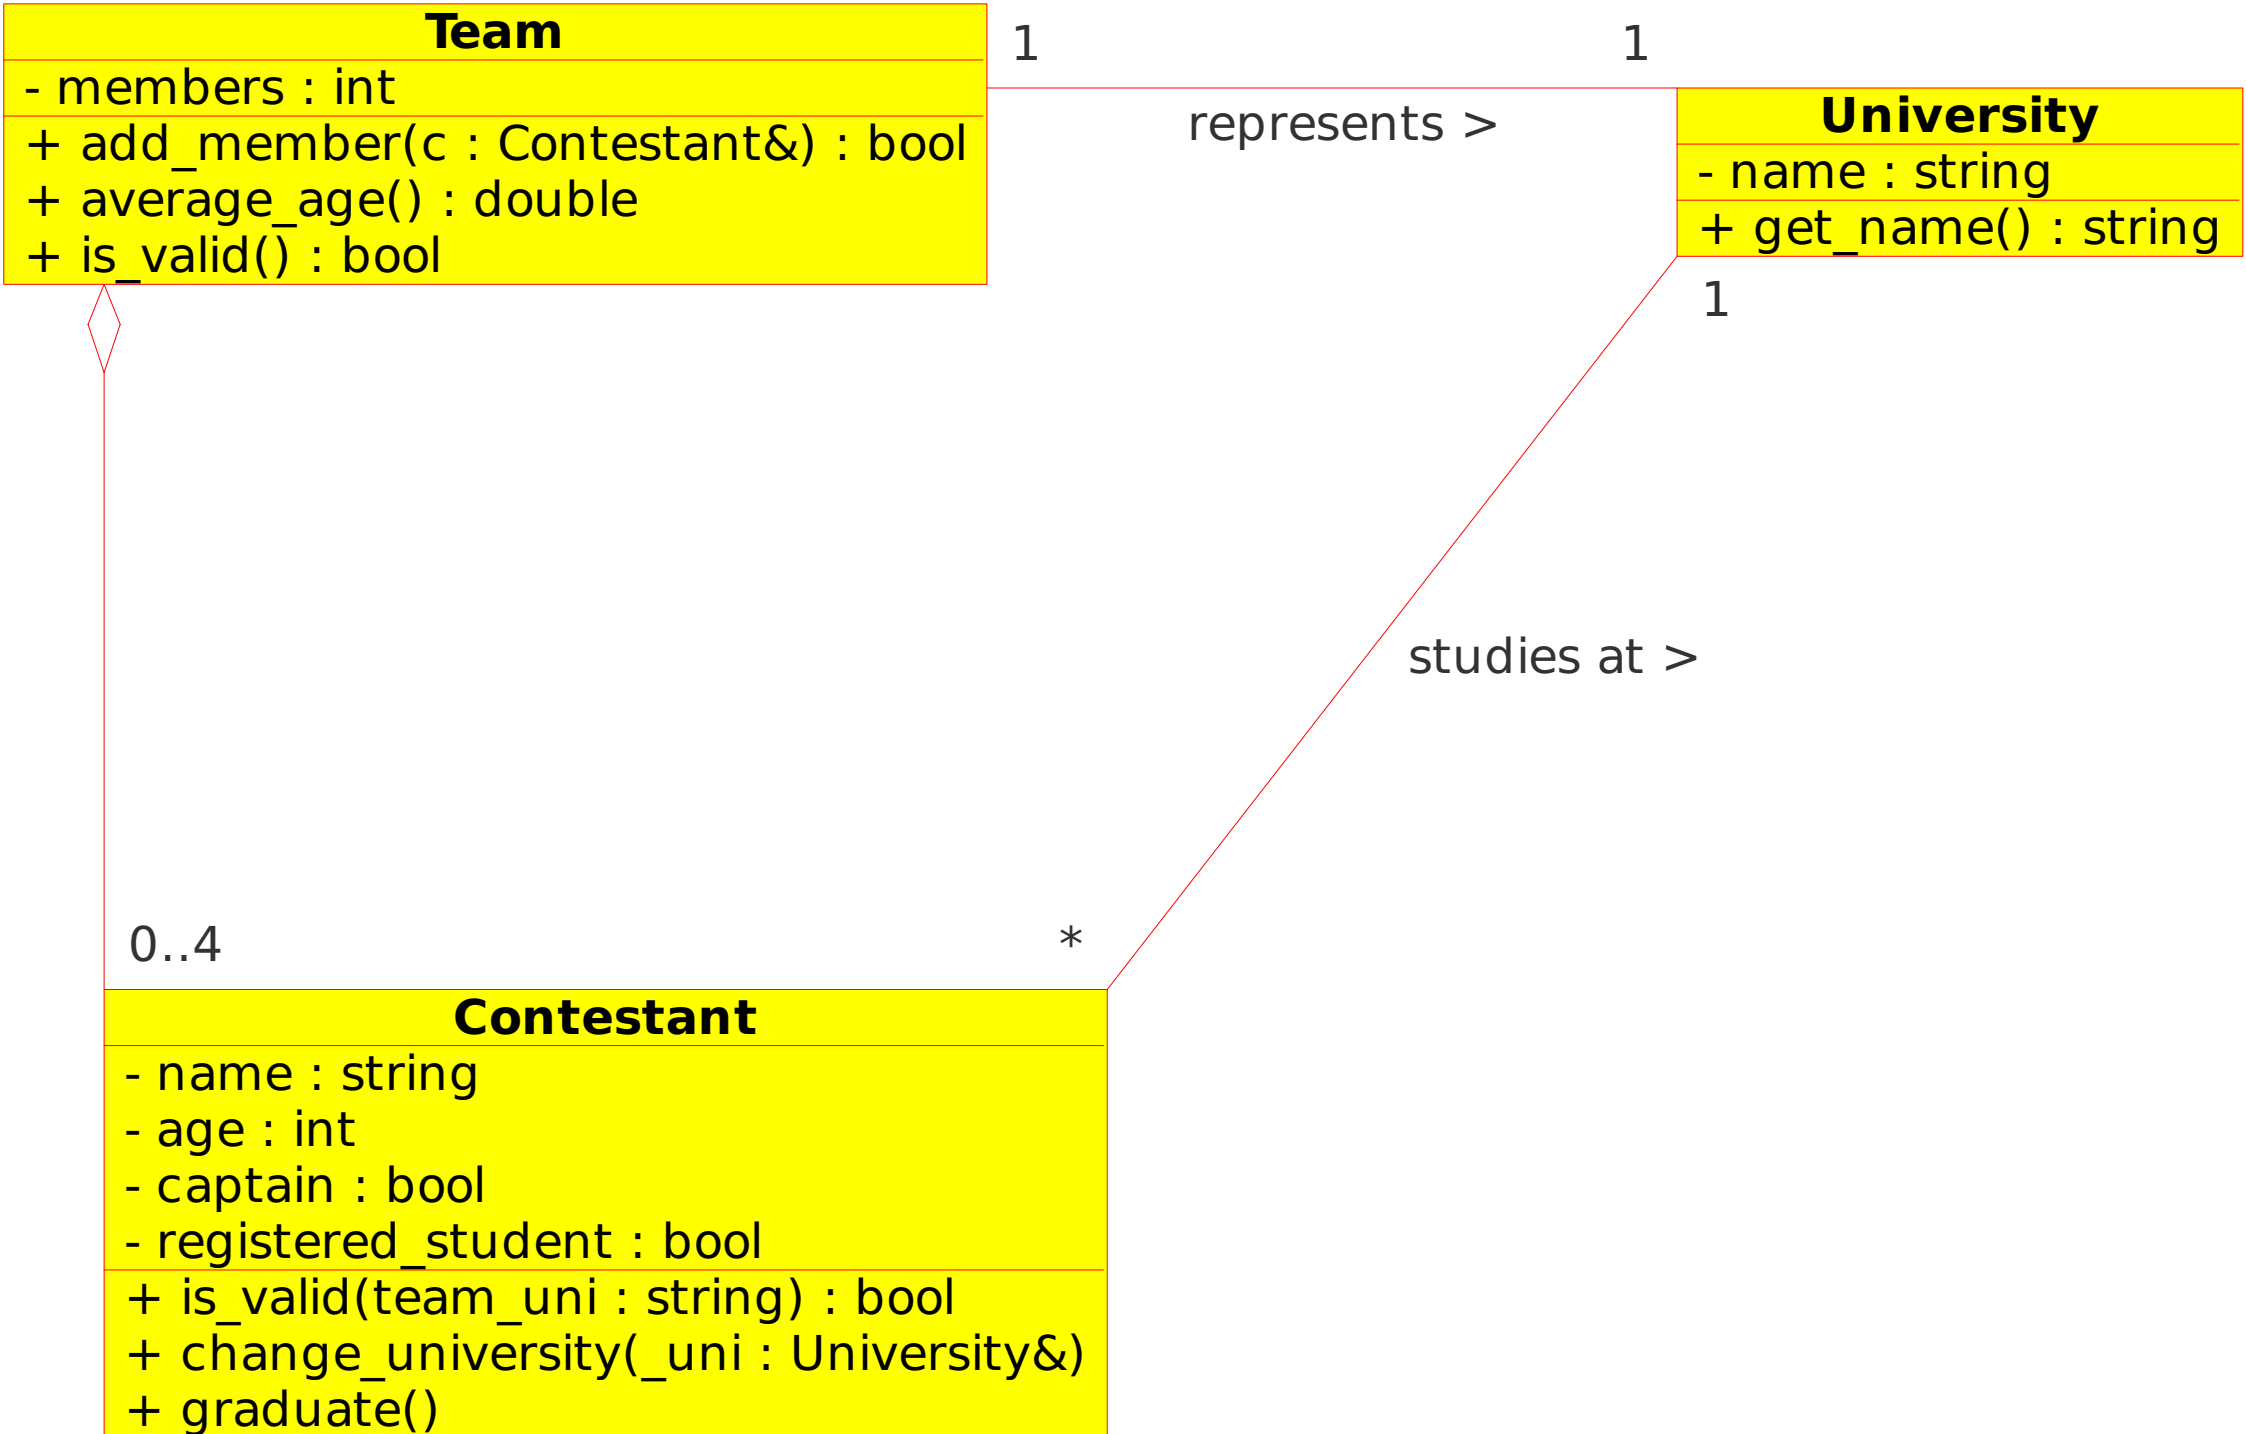 Team
- members : int
+ add_member(c : Contestant&) : bool
+ average_age() : double
+ is_valid() : bool
1
1
represents >
University
- name : string
+ get_name() : string
1
studies at >
0..4
*
Contestant
- name : string
- age : int
- captain : bool
- registered_student : bool
+ is_valid(team_uni : string) : bool
+ change_university(_uni : University&)
+ graduate()